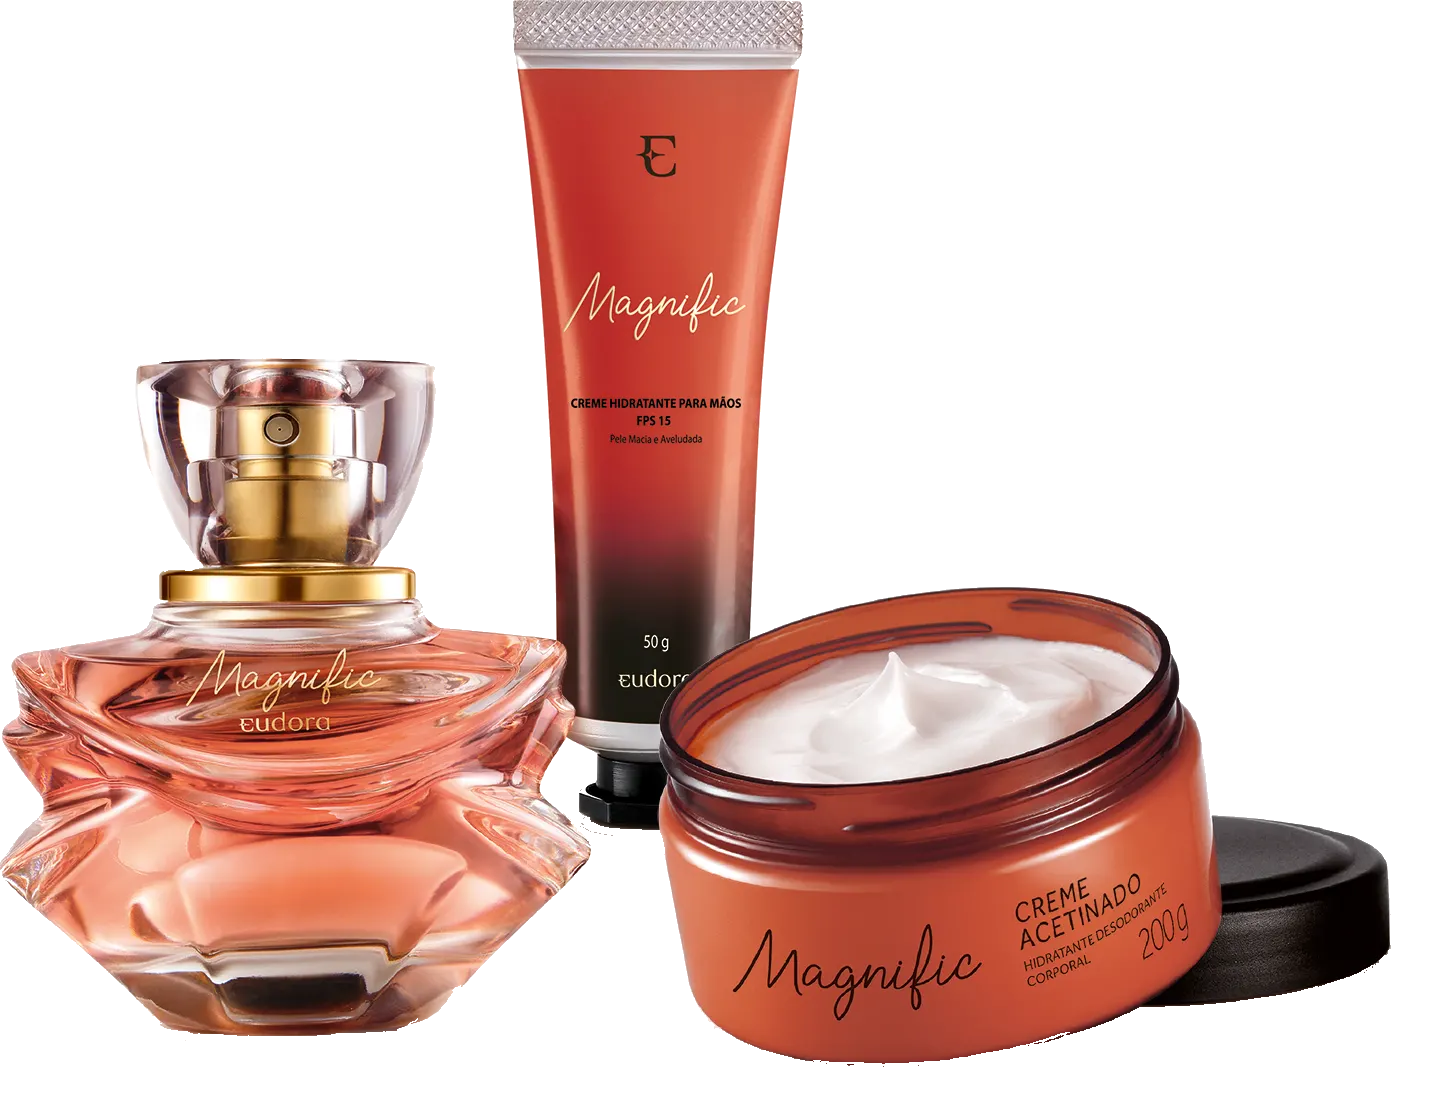 E
Magnific
CREME HIDRATANTE PARA MÃOS
FPS 15
Pele Macia e Aveludada
50 g
eudora
Magnific
eudora
Magnific
CREME
ACETINADO
HIDRATANTE DESODORANTE
CORPORAL
200g